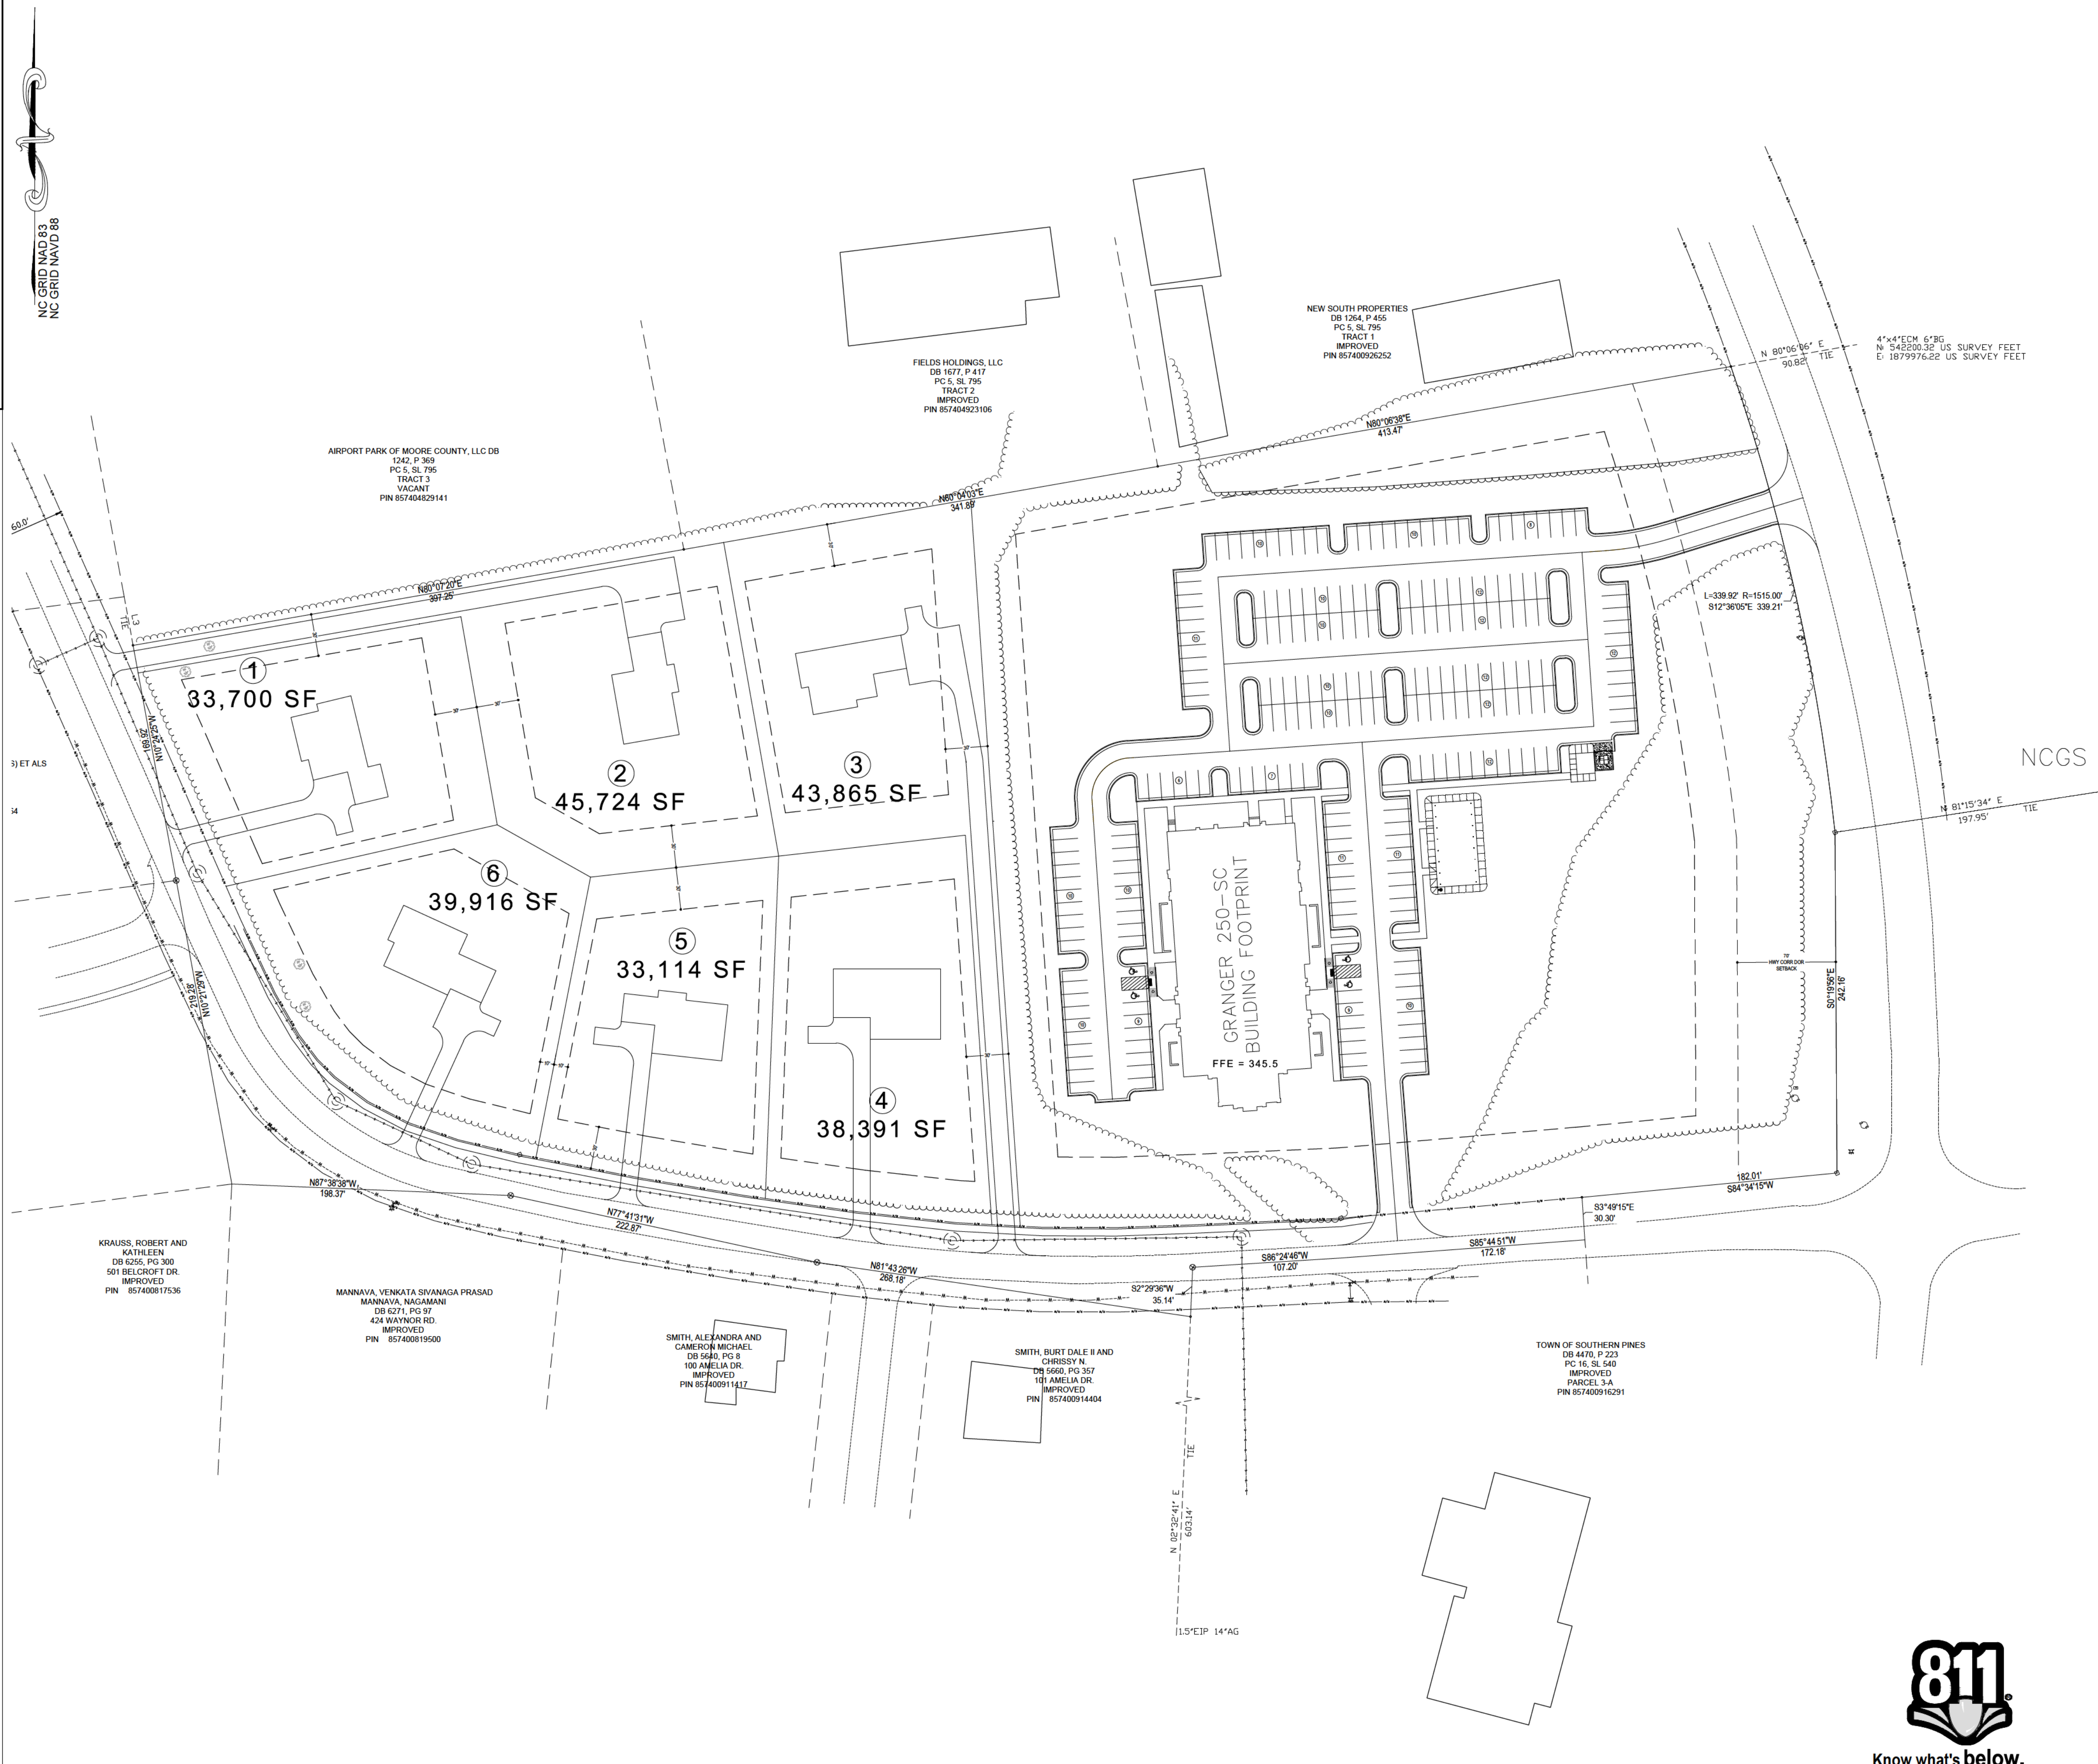 NC GRID NAD 83
NC GRID NAVD 88
NEW SOUTH PROPERTIES
DB 1264, P 455
PC 5, SL 795
TRACT 1
IMPROVED
PIN 857400926252
N 80°06'06" E
90.82'
TIE
4"x4"ECM 6"BG
N: 542200.32 US SURVEY FEET
E: 1879976.22 US SURVEY FEET
FIELDS HOLDINGS, LLC
DB 1677, P 417
PC 5, SL 795
TRACT 2
IMPROVED
PIN 857404923106
N80°06'38"E
413.47'
AIRPORT PARK OF MOORE COUNTY, LLC DB
1242, P 369
PC 5, SL 795
TRACT 3
VACANT
PIN 857404829141
N80°04'03"E
341.89'
60.0'
N80°07'20"E
397.25'
L3
TIE
L=339.92' R=1515.00'
S12°36'05"E 339.21'
1
33,700 SF
N10°24'25"W
169.26'
2
45,724 SF
3
43,865 SF
) ET ALS
NCGS
N 81°15'34" E
197.95'
TIE
6
39,916 SF
5
33,114 SF
4
38,391 SF
GRANGER 250-SC
BUILDING FOOTPRINT
FFE = 345.5
70'
HWY CORRIDOR
SETBACK
S0°19'56"E
242.16'
N10°21'29"W
219.28'
N87°38'38"W
198.37'
N77°41'31"W
222.87'
N81°43'26"W
268.18'
S2°29'36"W
35.14'
S86°24'46"W
107.20'
S85°44'51"W
172.18'
S3°49'15"E
30.30'
182.01'
S84°34'15"W
KRAUSS, ROBERT AND
KATHLEEN
DB 6255, PG 300
501 BELCROFT DR.
IMPROVED
PIN 857400817536
MANNAVA, VENKATA SIVANAGA PRASAD
MANNAVA, NAGAMANI
DB 6271, PG 97
424 WAYNOR RD.
IMPROVED
PIN 857400819500
SMITH, ALEXANDRA AND
CAMERON MICHAEL
DB 5640, PG 8
100 AMELIA DR.
IMPROVED
PIN 857400911417
SMITH, BURT DALE II AND
CHRISSY N.
DB 5660, PG 357
101 AMELIA DR.
IMPROVED
PIN 857400914404
TOWN OF SOUTHERN PINES
DB 4470, P 223
PC 16, SL 540
IMPROVED
PARCEL 3-A
PIN 857400916291
TIE
N 02°32'41" E
603.14'
1.5"EIP 14"AG
811
Know what's below.